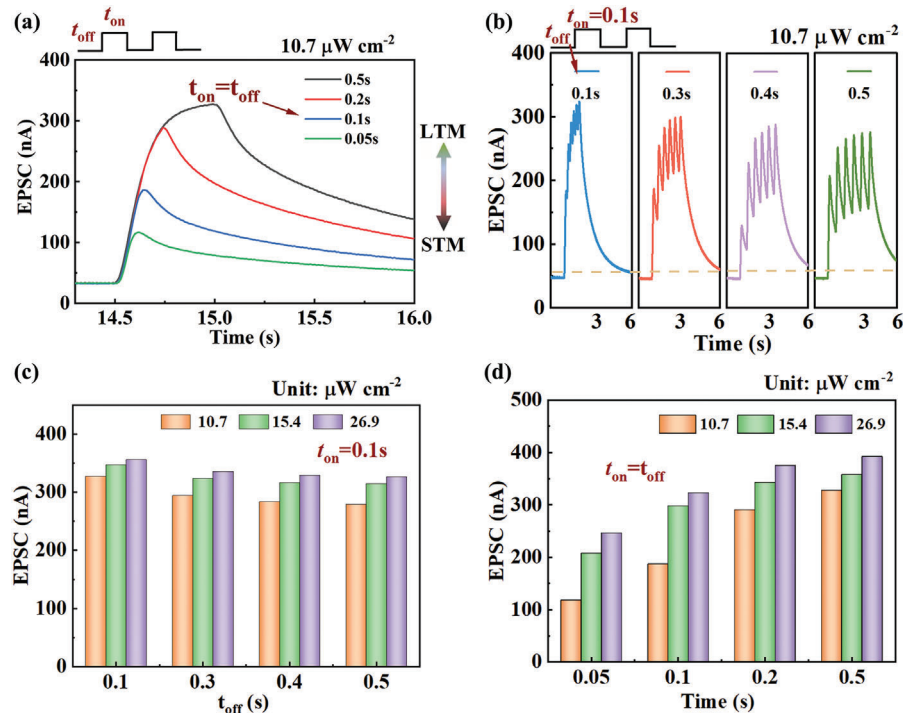 (a)
t_on
t_off
10.7 μW cm⁻²
t_on=t_off
0.5s
0.2s
0.1s
0.05s
LTM
STM
EPSC (nA)
400
300
200
100
0
14.5 15.0 15.5 16.0
Time (s)
(b)
t_on=0.1s
t_off
10.7 μW cm⁻²
0.1s 0.3s 0.4s 0.5
EPSC (nA)
400
300
200
100
0
3 6 3 6 3 6 3 6
Time (s)
(c)
Unit: μW cm⁻²
10.7 15.4 26.9
t_on=0.1s
EPSC (nA)
400
300
200
100
0
0.1 0.3 0.4 0.5
t_off (s)
(d)
Unit: μW cm⁻²
10.7 15.4 26.9
t_on=t_off
EPSC (nA)
500
400
300
200
100
0
0.05 0.1 0.2 0.5
Time (s)